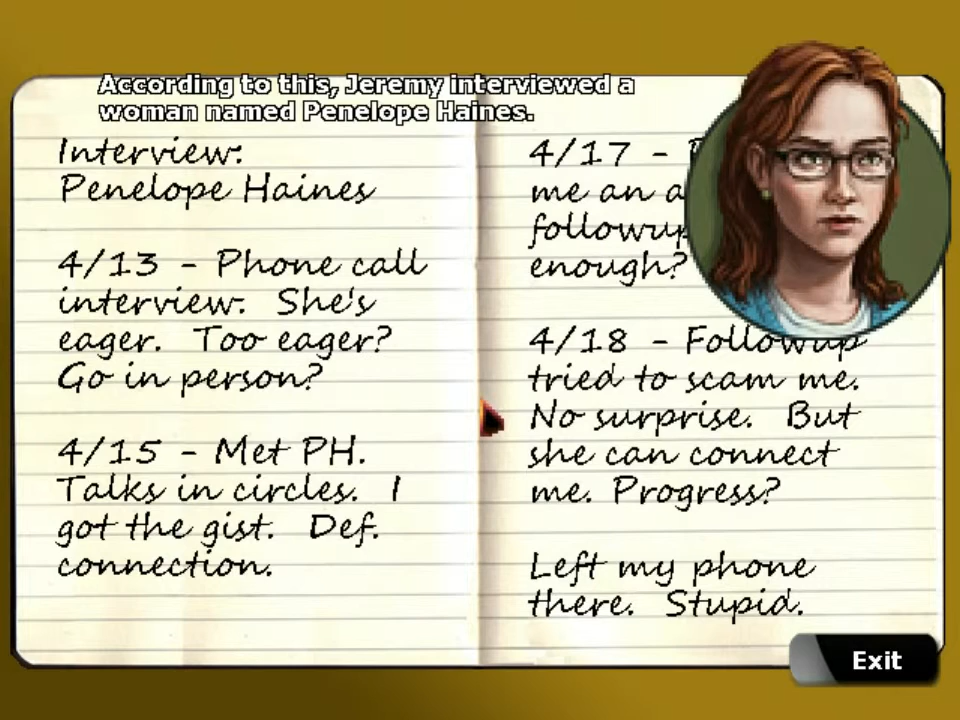 According to this, Jeremy interviewed a
woman named Penelope Haines.
Interview:
Penelope Haines
4/13 - Phone call
interview. She's
eager. Too eager?
Go in person?
4/15 - Met PH.
Talks in circles. I
got the gist. Def.
connection.
4/17 -
me an
followup
enough?
4/18 - Followup
tried to scam me.
No surprise. But
she can connect
me. Progress?
Left my phone
there. Stupid.
Exit